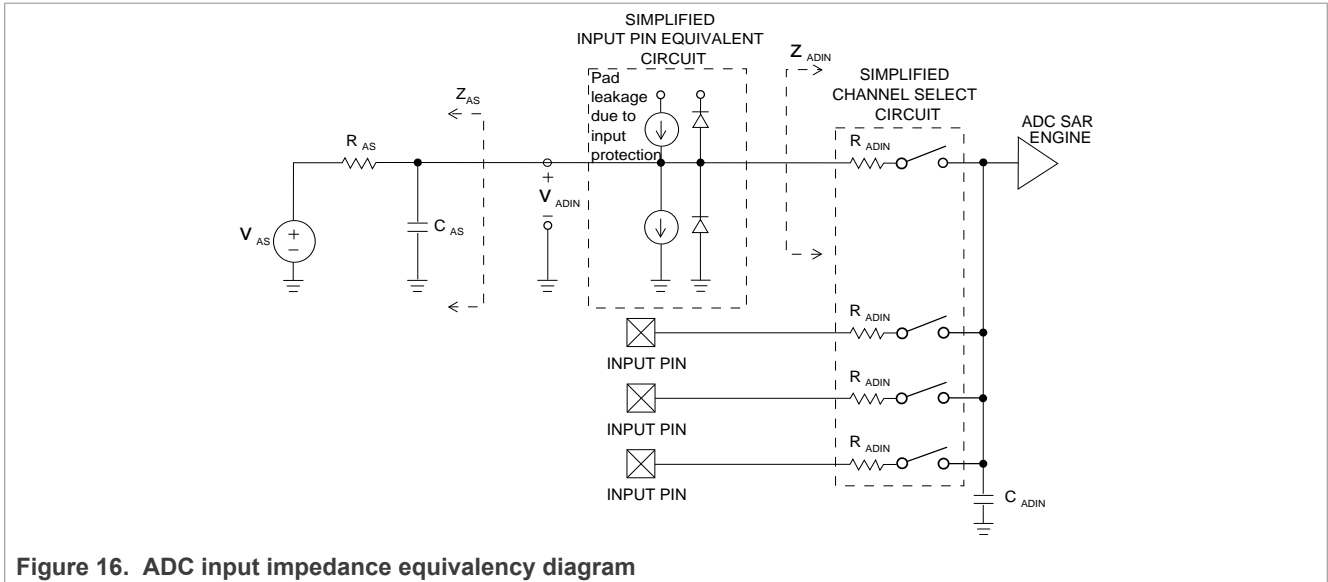 SIMPLIFIED
INPUT PIN EQUIVALENT
CIRCUIT
Z ADIN
Pad
leakage
due to
input
protection
SIMPLIFIED
CHANNEL SELECT
CIRCUIT
ADC SAR
ENGINE
Z AS
R AS
R ADIN
+
V ADIN
–
C AS
V AS
+
–
R ADIN
INPUT PIN
R ADIN
INPUT PIN
R ADIN
INPUT PIN
C ADIN
Figure 16. ADC input impedance equivalency diagram